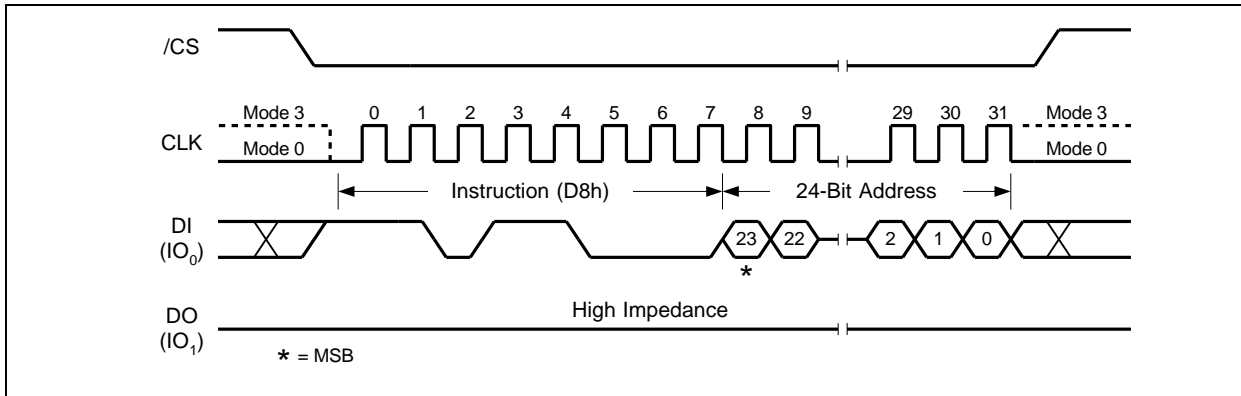 /CS
Mode 3 0 1 2 3 4 5 6 7 8 9 29 30 31 Mode 3
CLK
Mode 0 Mode 0
Instruction (D8h) 24-Bit Address
DI
(IO0)
23 22 2 1 0
*
High Impedance
DO
(IO1)
* = MSB